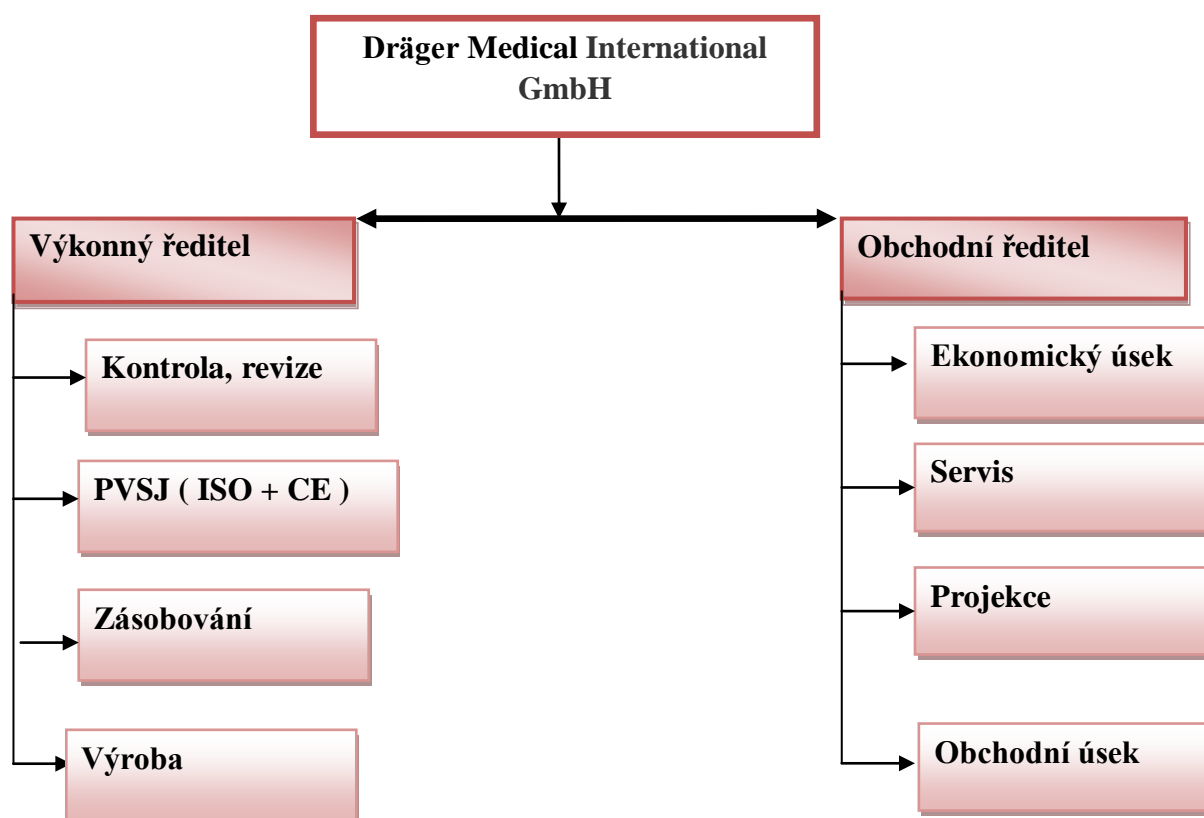 Dräger Medical International
GmbH
Výkonný ředitel
Kontrola, revize
PVSJ ( ISO + CE )
Zásobování
Výroba
Obchodní ředitel
Ekonomický úsek
Servis
Projekce
Obchodní úsek